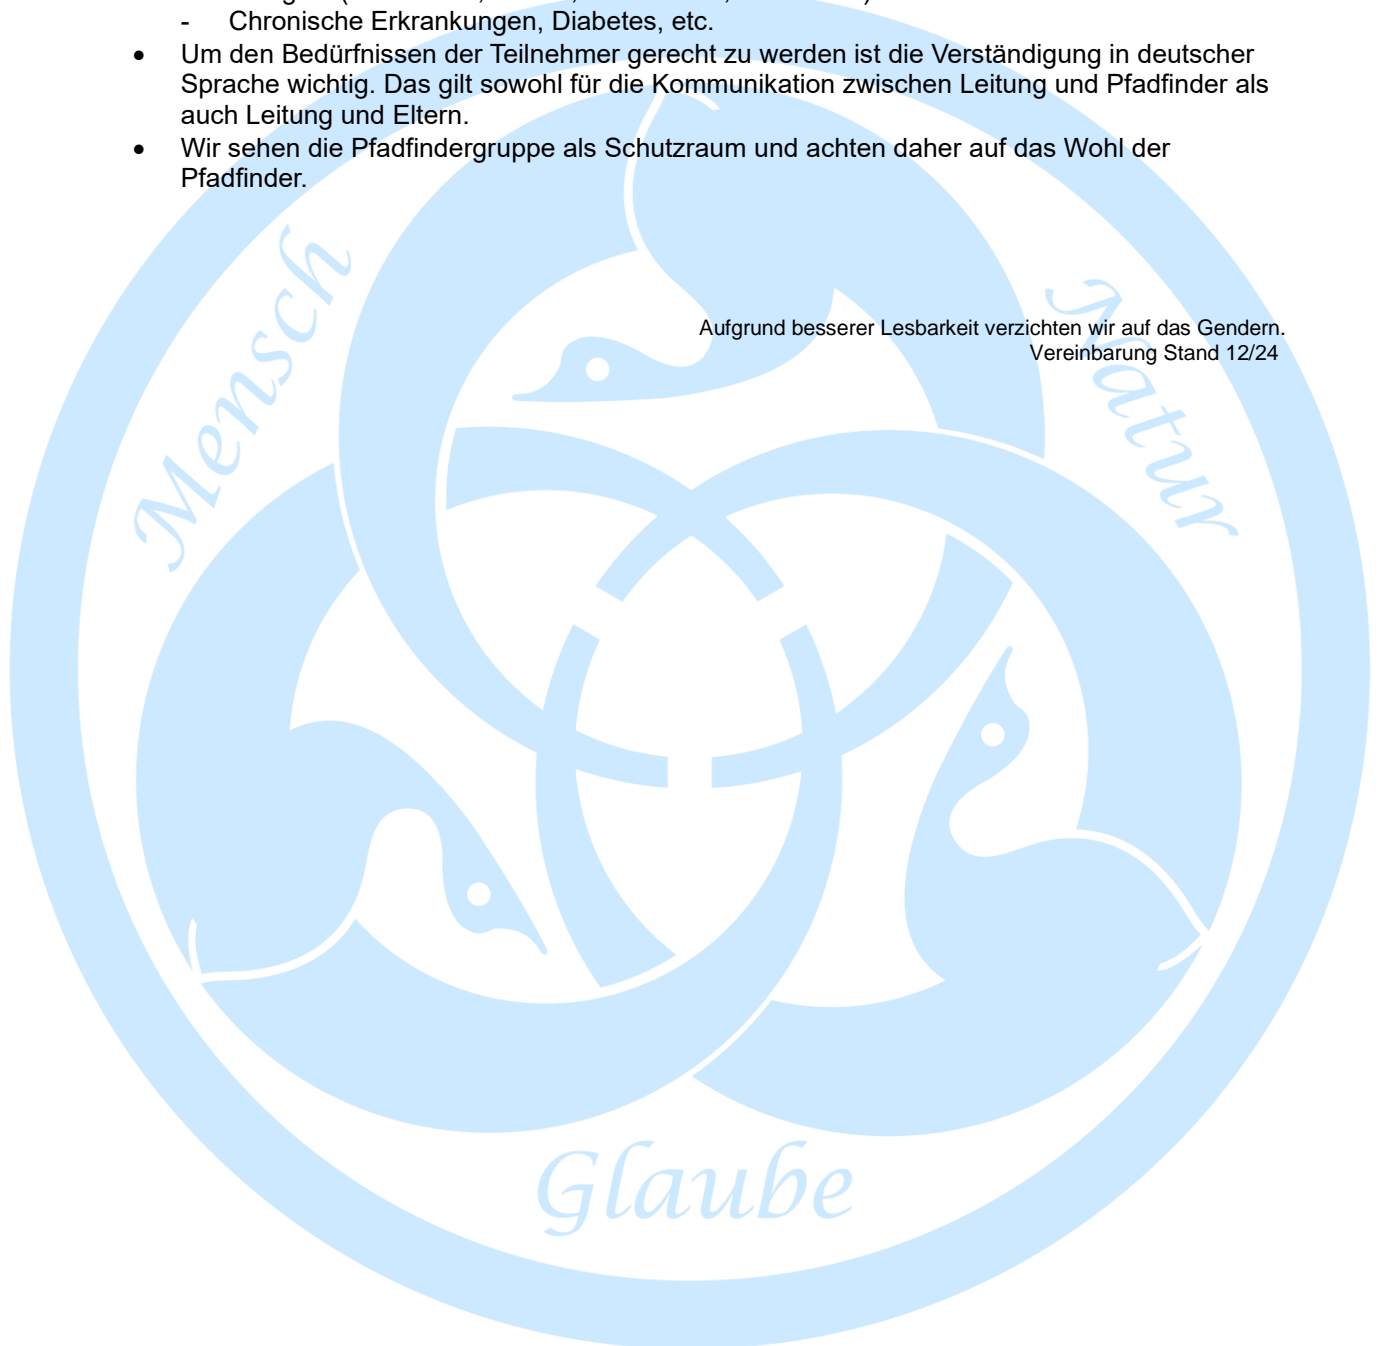 - Chronische Erkrankungen, Diabetes, etc.
• Um den Bedürfnissen der Teilnehmer gerecht zu werden ist die Verständigung in deutscher
Sprache wichtig. Das gilt sowohl für die Kommunikation zwischen Leitung und Pfadfinder als
auch Leitung und Eltern.
• Wir sehen die Pfadfindergruppe als Schutzraum und achten daher auf das Wohl der
Pfadfinder.
Aufgrund besserer Lesbarkeit verzichten wir auf das Gendern.
Vereinbarung Stand 12/24
Mensch
Natur
Glaube